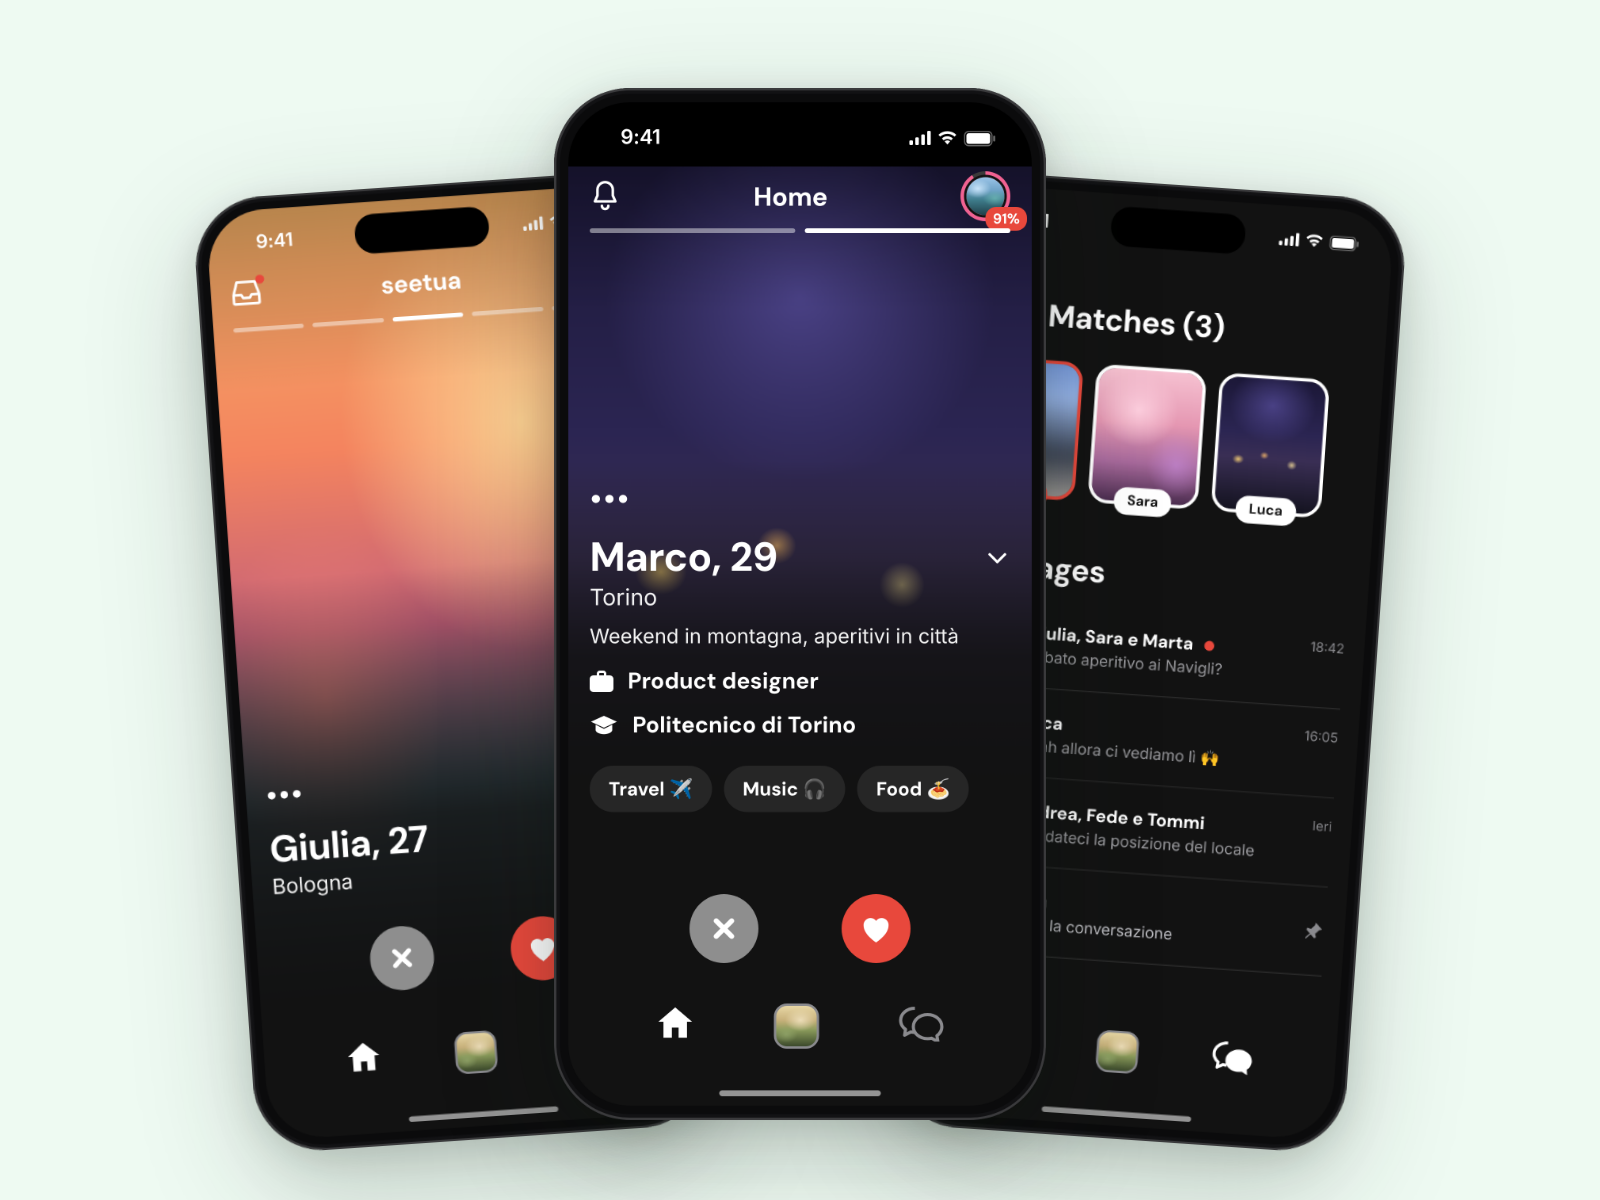 9:41
seetua
Giulia, 27
Bologna
9:41
Home
91%
Marco, 29
Torino
Weekend in montagna, aperitivi in città
Product designer
Politecnico di Torino
Travel ✈️
Music 🎧
Food 🍝
Matches (3)
Sara
Luca
ages
ulia, Sara e Marta
18:42
bato aperitivo ai Navigli?
ca
16:05
ah allora ci vediamo lì 🙌
drea, Fede e Tommi
Ieri
dateci la posizione del locale
la conversazione